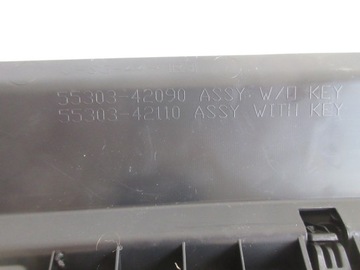 55303-42090 ASSY W/O KEY
55303-42110 ASSY WITH KEY